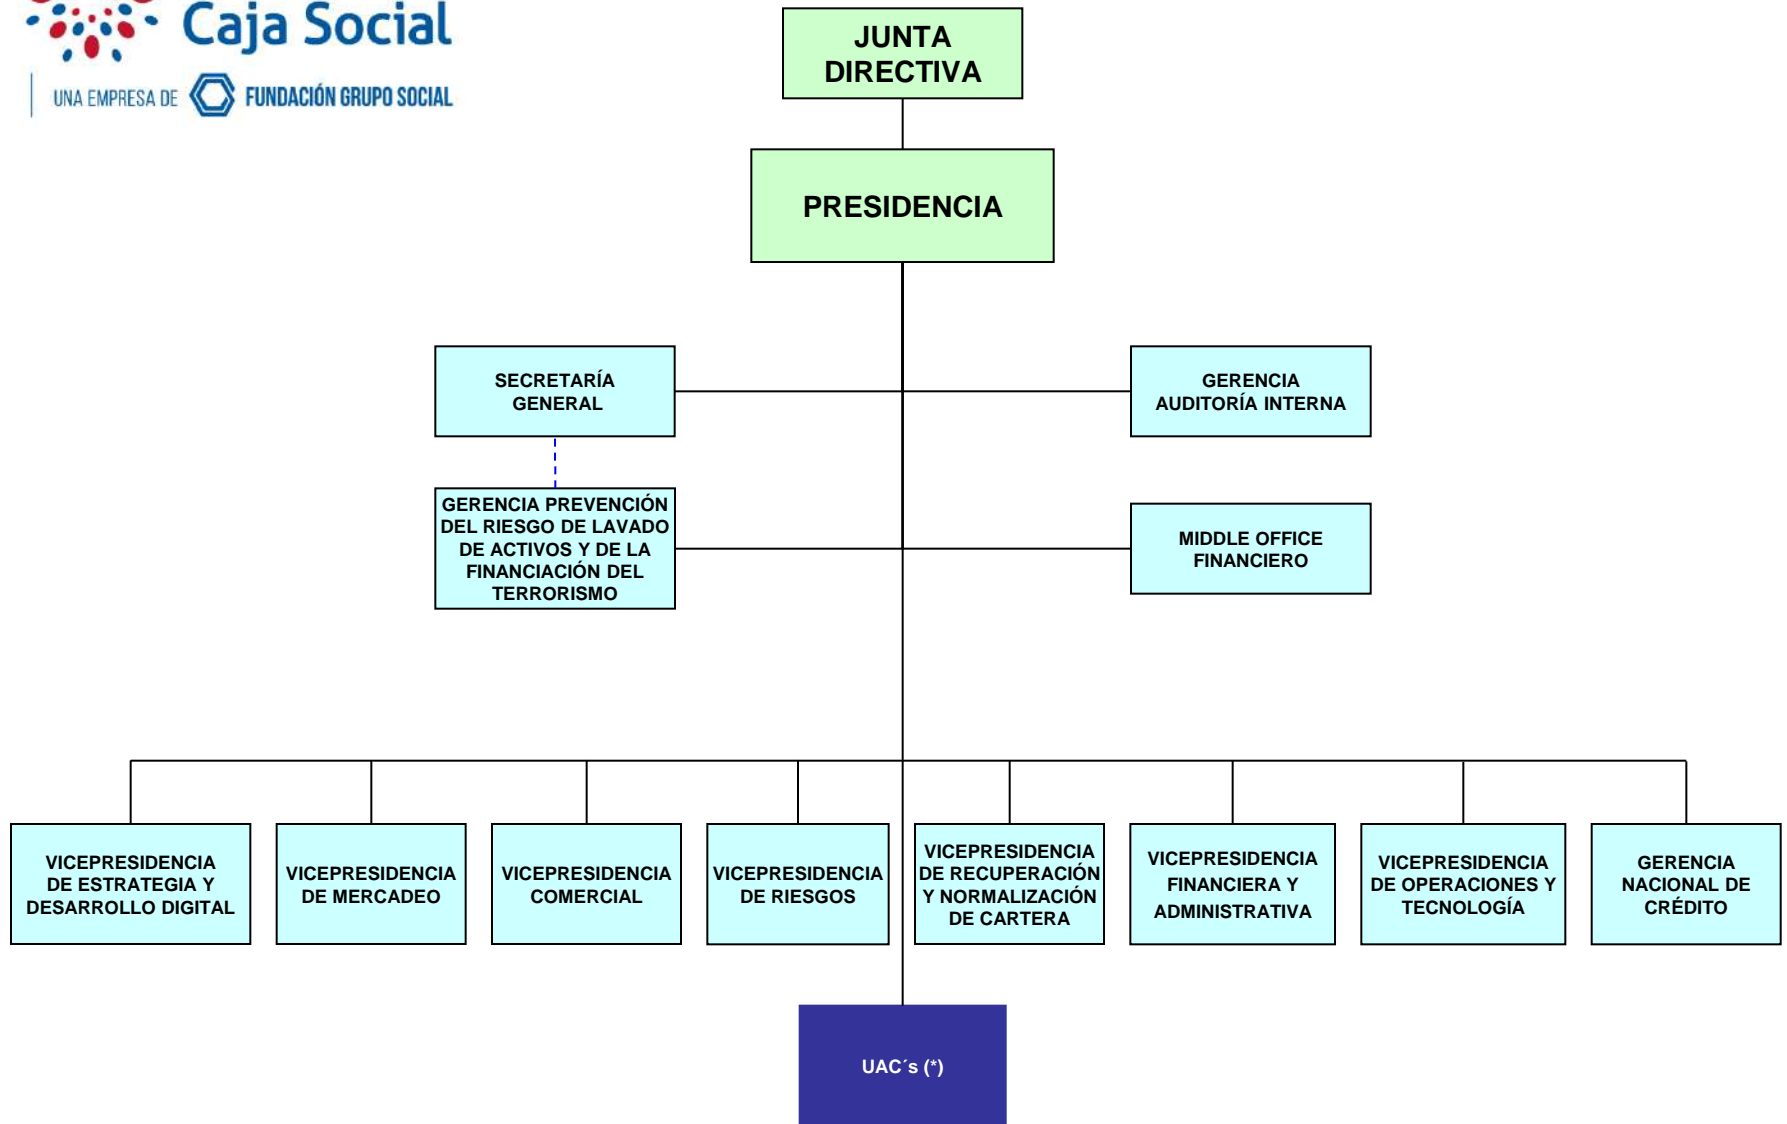 Caja Social
UNA EMPRESA DE FUNDACIÓN GRUPO SOCIAL
JUNTA
DIRECTIVA
PRESIDENCIA
SECRETARÍA
GENERAL
GERENCIA
AUDITORÍA INTERNA
GERENCIA PREVENCIÓN
DEL RIESGO DE LAVADO
DE ACTIVOS Y DE LA
FINANCIACIÓN DEL
TERRORISMO
MIDDLE OFFICE
FINANCIERO
VICEPRESIDENCIA
DE ESTRATEGIA Y
DESARROLLO DIGITAL
VICEPRESIDENCIA
DE MERCADEO
VICEPRESIDENCIA
COMERCIAL
VICEPRESIDENCIA
DE RIESGOS
VICEPRESIDENCIA
DE RECUPERACIÓN
Y NORMALIZACIÓN
DE CARTERA
VICEPRESIDENCIA
FINANCIERA Y
ADMINISTRATIVA
VICEPRESIDENCIA
DE OPERACIONES Y
TECNOLOGÍA
GERENCIA
NACIONAL DE
CRÉDITO
UAC´s (*)